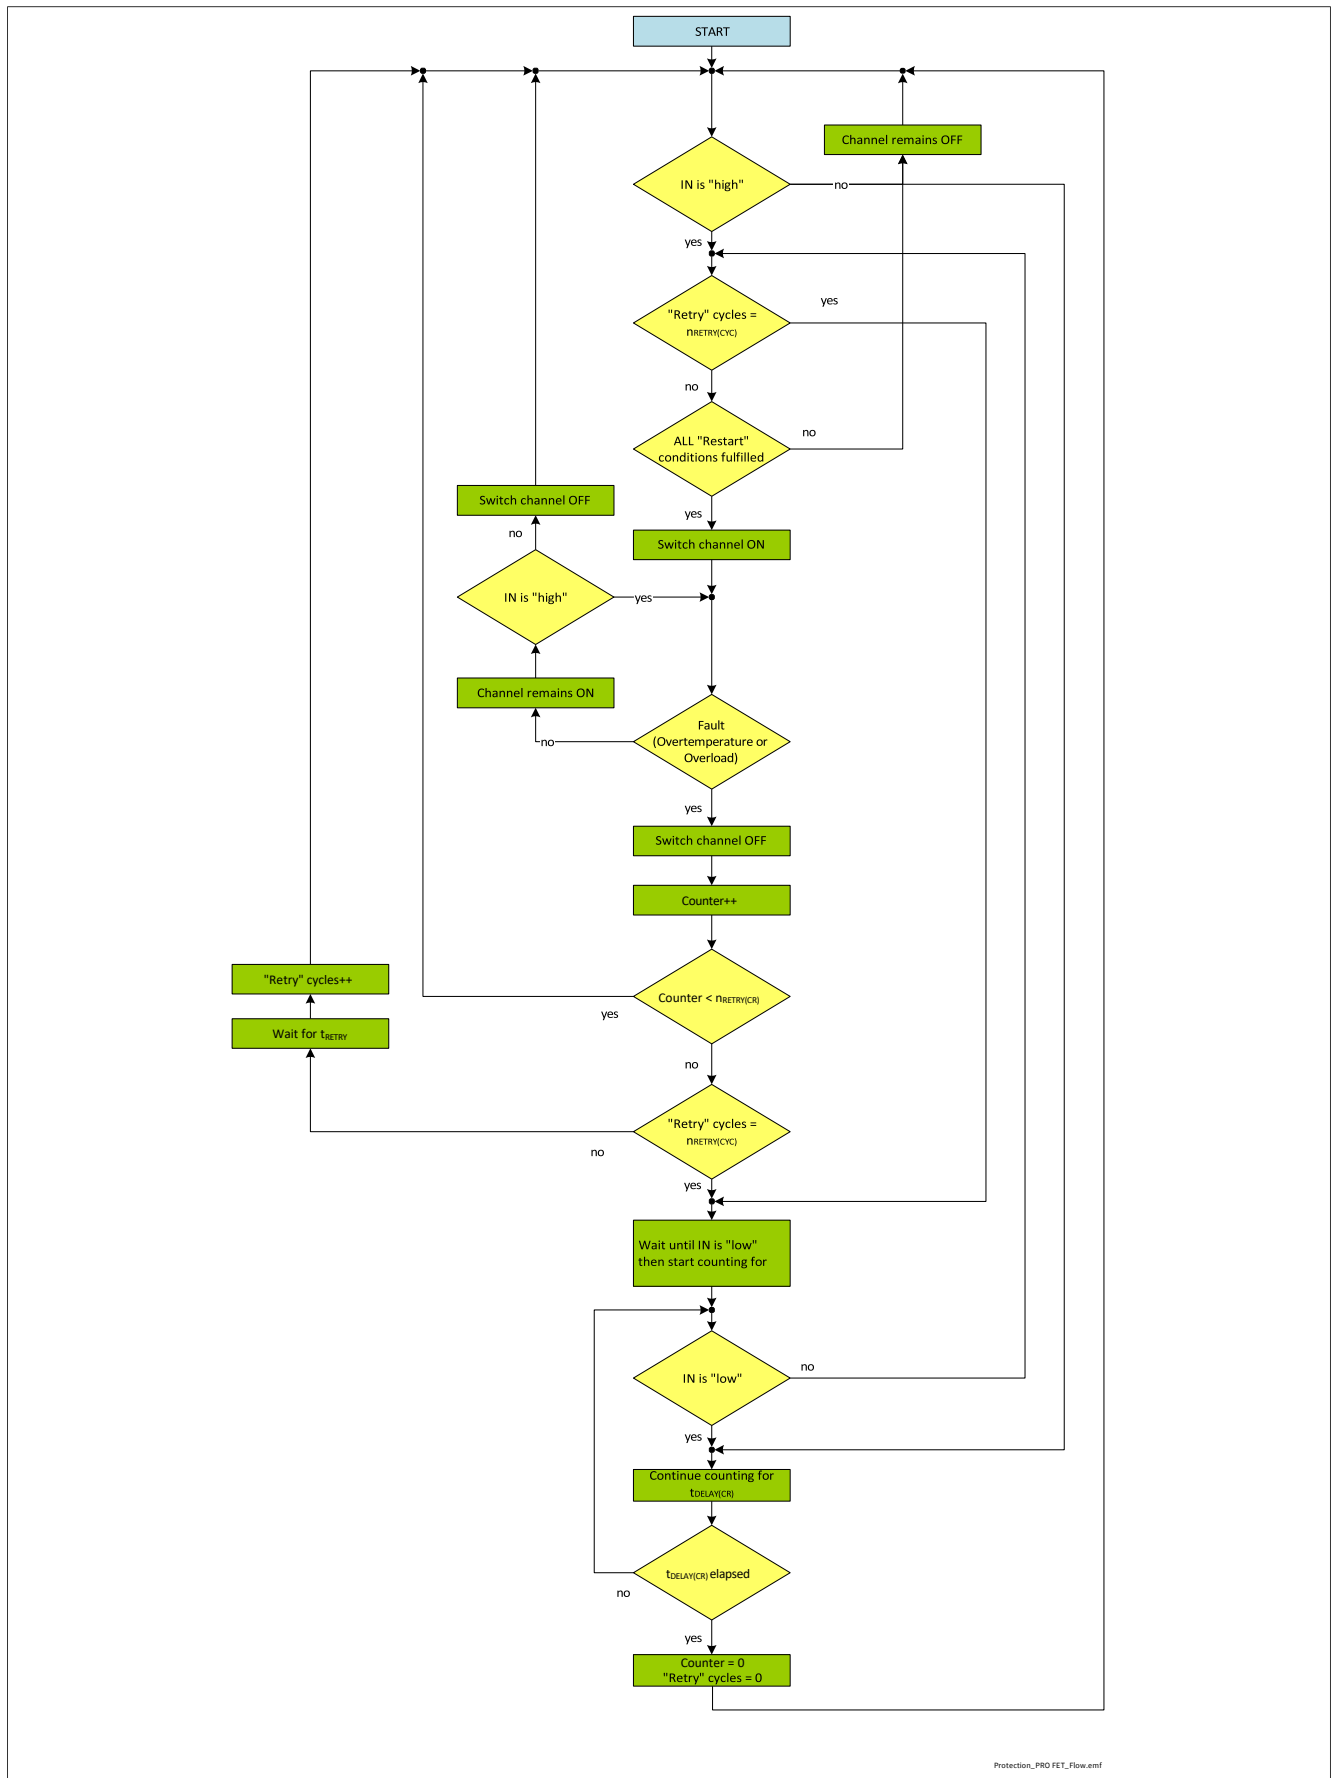 START
Channel remains OFF
IN is "high"
no
yes
"Retry" cycles =
nRETRY(CYC)
yes
no
ALL "Restart"
conditions fulfilled
no
yes
Switch channel OFF
no
Switch channel ON
IN is "high"
yes
Channel remains ON
no
Fault
(Overtemperature or
Overload)
yes
Switch channel OFF
Counter++
"Retry" cycles++
Wait for tRETRY
Counter < nRETRY(CR)
yes
no
"Retry" cycles =
nRETRY(CYC)
no
yes
Wait until IN is "low"
then start counting for
IN is "low"
no
yes
Continue counting for
tDELAY(CR)
tDELAY(CR) elapsed
no
yes
Counter = 0
"Retry" cycles = 0
Protection_PRO FET_Flow.emf